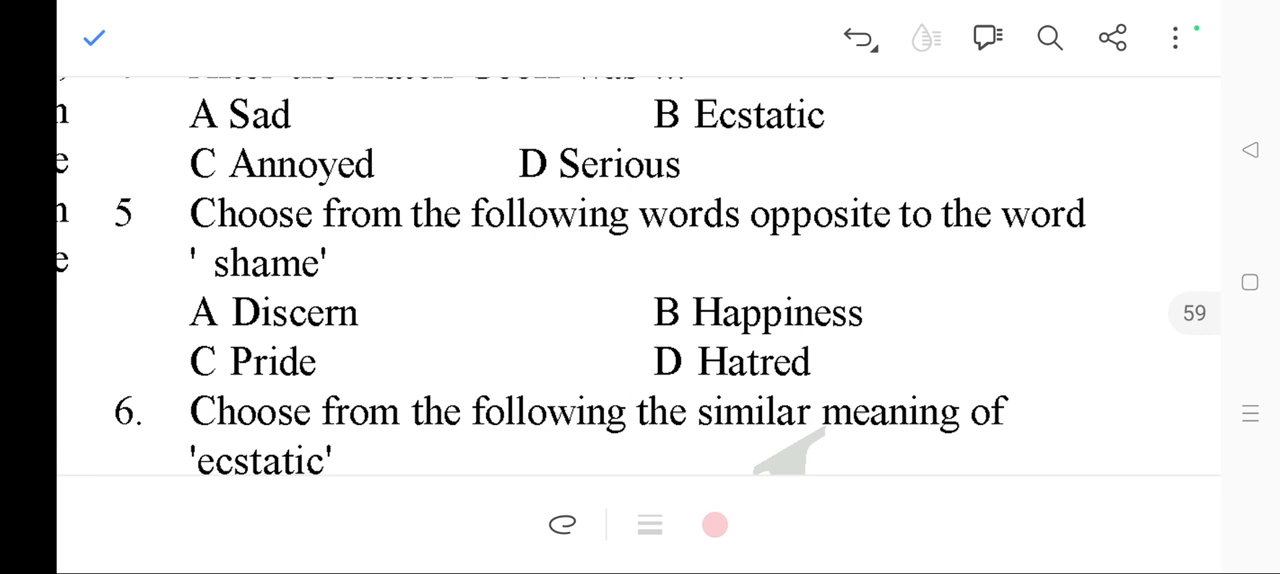 n
A Sad B Ecstatic
e
C Annoyed D Serious
n
5 Choose from the following words opposite to the word
e
' shame'
A Discern B Happiness
59
C Pride D Hatred
6. Choose from the following the similar meaning of
'ecstatic'